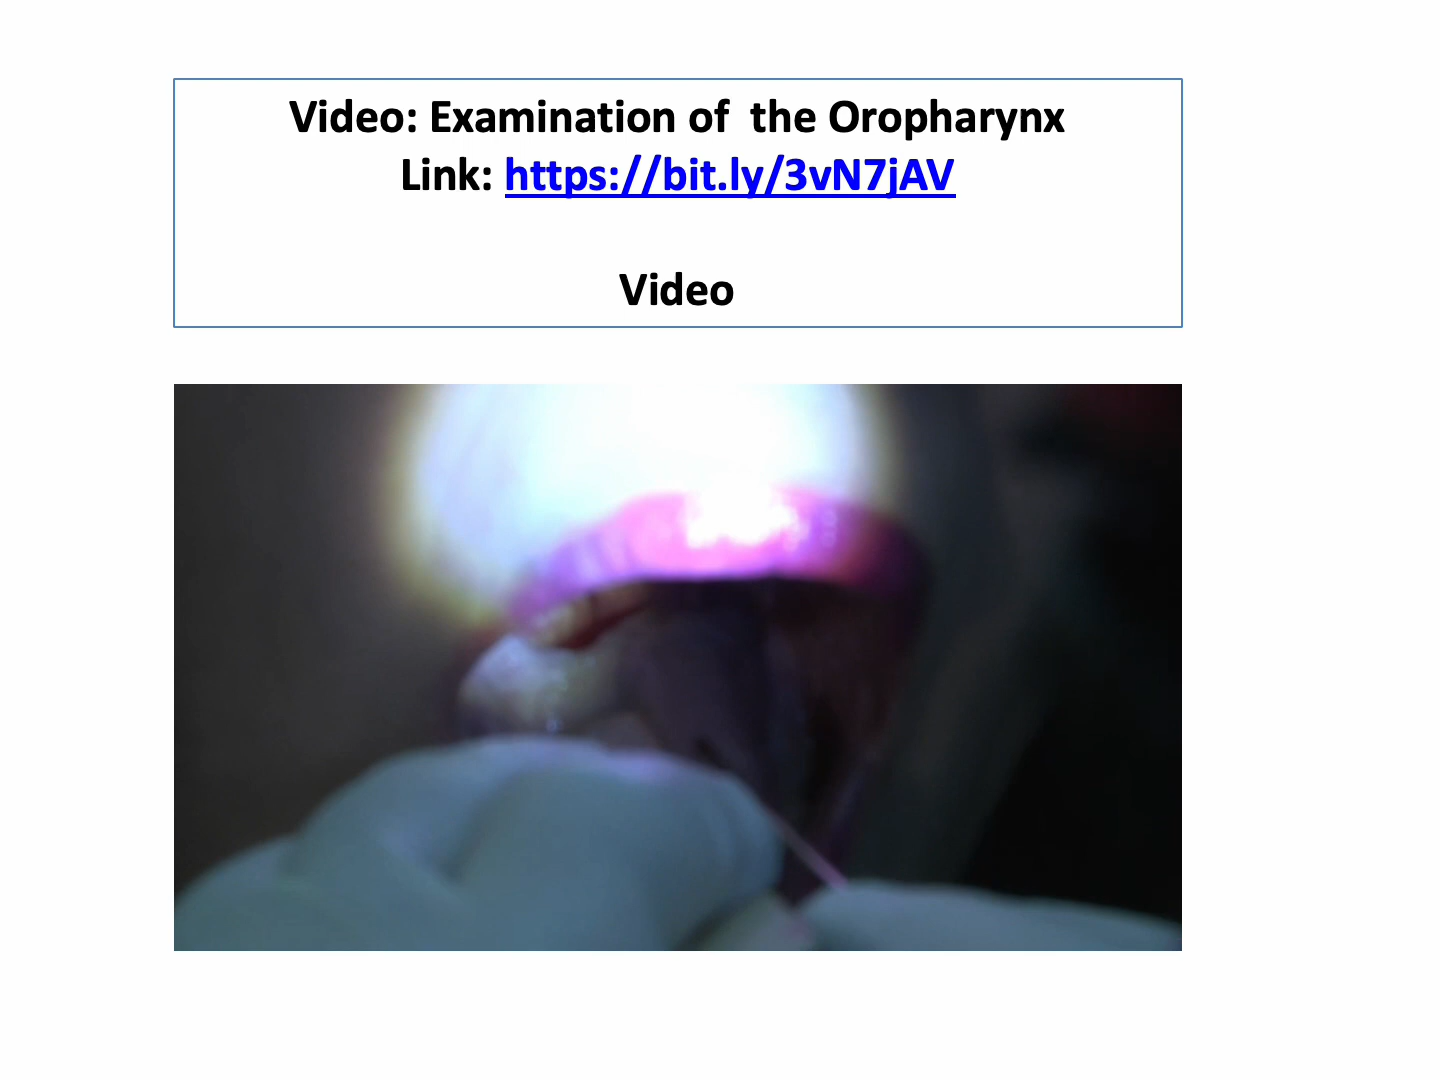 Video: Examination of  the Oropharynx
Link: https://bit.ly/3vN7jAV
Video